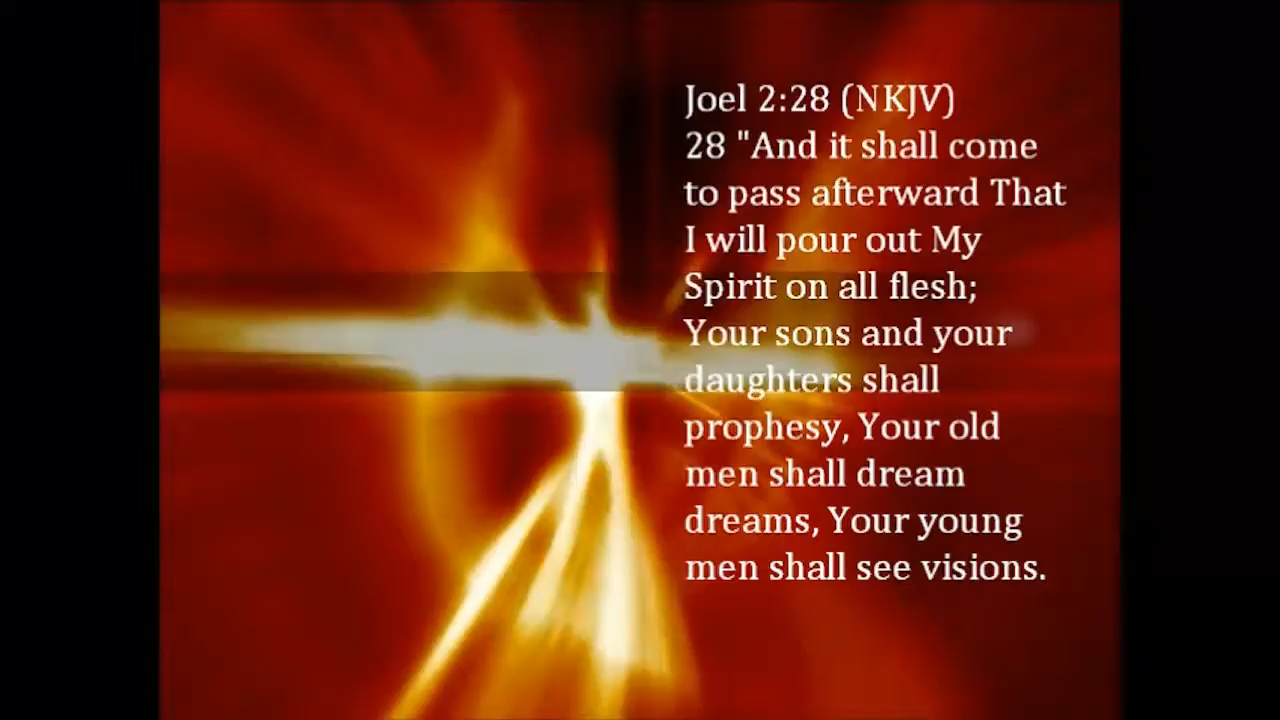 Joel 2:28 (NKJV)
28 "And it shall come
to pass afterward That
I will pour out My
Spirit on all flesh;
Your sons and your
daughters shall
prophesy, Your old
men shall dream
dreams, Your young
men shall see visions.